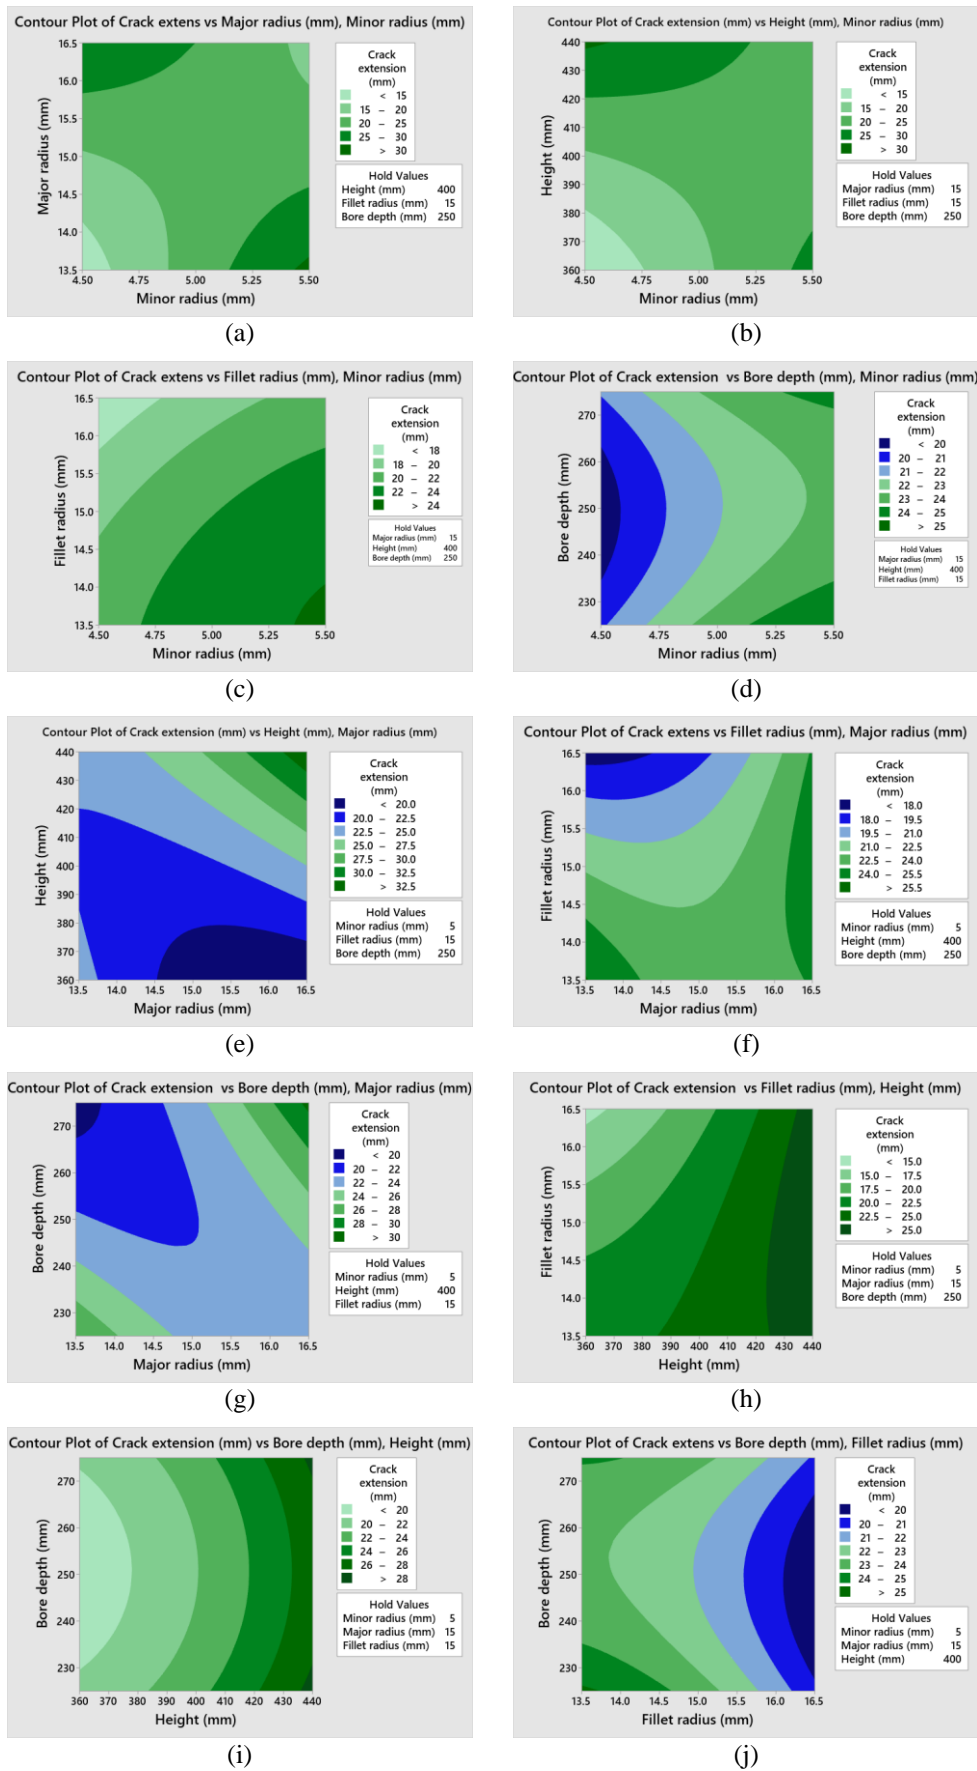 Contour Plot of Crack extens vs Major radius (mm), Minor radius (mm)
Major radius (mm)
16.5
16.0
15.5
15.0
14.5
14.0
13.5
4.50 4.75 5.00 5.25 5.50
Minor radius (mm)
Crack
extension
(mm)
< 15
15 – 20
20 – 25
25 – 30
> 30
Hold Values
Height (mm) 400
Fillet radius (mm) 15
Bore depth (mm) 250
(a)
Contour Plot of Crack extension (mm) vs Height (mm), Minor radius (mm)
Height (mm)
440
430
420
410
400
390
380
370
360
4.50 4.75 5.00 5.25 5.50
Minor radius (mm)
Crack
extension
(mm)
< 15
15 – 20
20 – 25
25 – 30
> 30
Hold Values
Major radius (mm) 15
Fillet radius (mm) 15
Bore depth (mm) 250
(b)
Contour Plot of Crack extens vs Fillet radius (mm), Minor radius (mm)
Fillet radius (mm)
16.5
16.0
15.5
15.0
14.5
14.0
13.5
4.50 4.75 5.00 5.25 5.50
Minor radius (mm)
Crack
extension
(mm)
< 18
18 – 20
20 – 22
22 – 24
> 24
Hold Values
Major radius (mm) 15
Height (mm) 400
Bore depth (mm) 250
(c)
Contour Plot of Crack extension vs Bore depth (mm), Minor radius (mm)
Bore depth (mm)
270
260
250
240
230
4.50 4.75 5.00 5.25 5.50
Minor radius (mm)
Crack
extension
(mm)
< 20
20 – 21
21 – 22
22 – 23
23 – 24
24 – 25
> 25
Hold Values
Major radius (mm) 15
Height (mm) 400
Fillet radius (mm) 15
(d)
Contour Plot of Crack extension (mm) vs Height (mm), Major radius (mm)
Height (mm)
440
430
420
410
400
390
380
370
360
13.5 14.0 14.5 15.0 15.5 16.0 16.5
Major radius (mm)
Crack
extension
(mm)
< 20.0
20.0 – 22.5
22.5 – 25.0
25.0 – 27.5
27.5 – 30.0
30.0 – 32.5
> 32.5
Hold Values
Minor radius (mm) 5
Fillet radius (mm) 15
Bore depth (mm) 250
(e)
Contour Plot of Crack extens vs Fillet radius (mm), Major radius (mm)
Fillet radius (mm)
16.5
16.0
15.5
15.0
14.5
14.0
13.5
13.5 14.0 14.5 15.0 15.5 16.0 16.5
Major radius (mm)
Crack
extension
(mm)
< 18.0
18.0 – 19.5
19.5 – 21.0
21.0 – 22.5
22.5 – 24.0
24.0 – 25.5
> 25.5
Hold Values
Minor radius (mm) 5
Height (mm) 400
Bore depth (mm) 250
(f)
Contour Plot of Crack extension vs Bore depth (mm), Major radius (mm)
Bore depth (mm)
270
260
250
240
230
13.5 14.0 14.5 15.0 15.5 16.0 16.5
Major radius (mm)
Crack
extension
(mm)
< 20
20 – 22
22 – 24
24 – 26
26 – 28
28 – 30
> 30
Hold Values
Minor radius (mm) 5
Height (mm) 400
Fillet radius (mm) 15
(g)
Contour Plot of Crack extension vs Fillet radius (mm), Height (mm)
Fillet radius (mm)
16.5
16.0
15.5
15.0
14.5
14.0
13.5
360 380 390 400 410 420 430 440
Height (mm)
Crack
extension
(mm)
< 15.0
15.0 – 17.5
17.5 – 20.0
20.0 – 22.5
22.5 – 25.0
> 25.0
Hold Values
Minor radius (mm) 5
Major radius (mm) 15
Bore depth (mm) 250
(h)
Contour Plot of Crack extension (mm) vs Bore depth (mm), Height (mm)
Bore depth (mm)
270
260
250
240
230
360 380 390 400 410 420 430 440
Height (mm)
Crack
extension
(mm)
< 20
20 – 22
22 – 24
24 – 26
26 – 28
> 28
Hold Values
Minor radius (mm) 5
Major radius (mm) 15
Fillet radius (mm) 15
(i)
Contour Plot of Crack extens vs Bore depth (mm), Fillet radius (mm)
Bore depth (mm)
270
260
250
240
230
13.5 14.0 14.5 15.0 15.5 16.0 16.5
Fillet radius (mm)
Crack
extension
(mm)
< 20
20 – 21
21 – 22
22 – 23
23 – 24
24 – 25
> 25
Hold Values
Minor radius (mm) 5
Major radius (mm) 15
Height (mm) 400
(j)